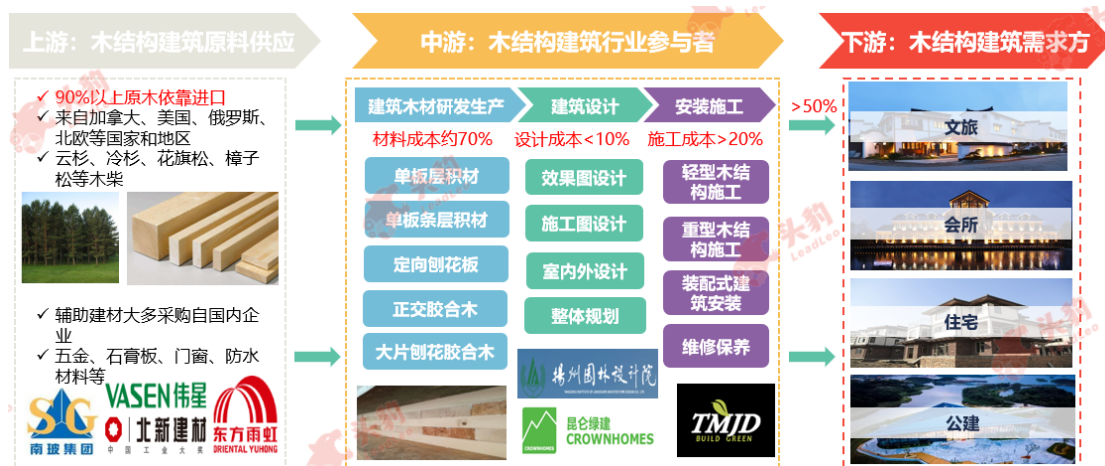 上游：木结构建筑原料供应
中游：木结构建筑行业参与者
下游：木结构建筑需求方
✓ 90%以上原木依靠进口
✓ 来自加拿大、美国、俄罗斯、
北欧等国家和地区
✓ 云杉、冷杉、花旗松、樟子
松等木柴
✓ 辅助建材大多采购自国内企
业
✓ 五金、石膏板、门窗、防水
材料等
南玻集团
VASEN伟星
北新建材
中国工业大奖
东方雨虹
ORIENTAL YUHONG
建筑木材研发生产
建筑设计
安装施工
材料成本约70%
设计成本<10%
施工成本>20%
单板层积材
单板条层积材
定向刨花板
正交胶合木
大片刨花胶合木
效果图设计
施工图设计
室内外设计
整体规划
轻型木结
构施工
重型木结
构施工
装配式建
筑安装
维修保养
扬州园林设计院
昆仑绿建
CROWNHOMES
TMJD
BUILD GREEN
>50%
文旅
会所
住宅
公建
头豹
LeadLeo